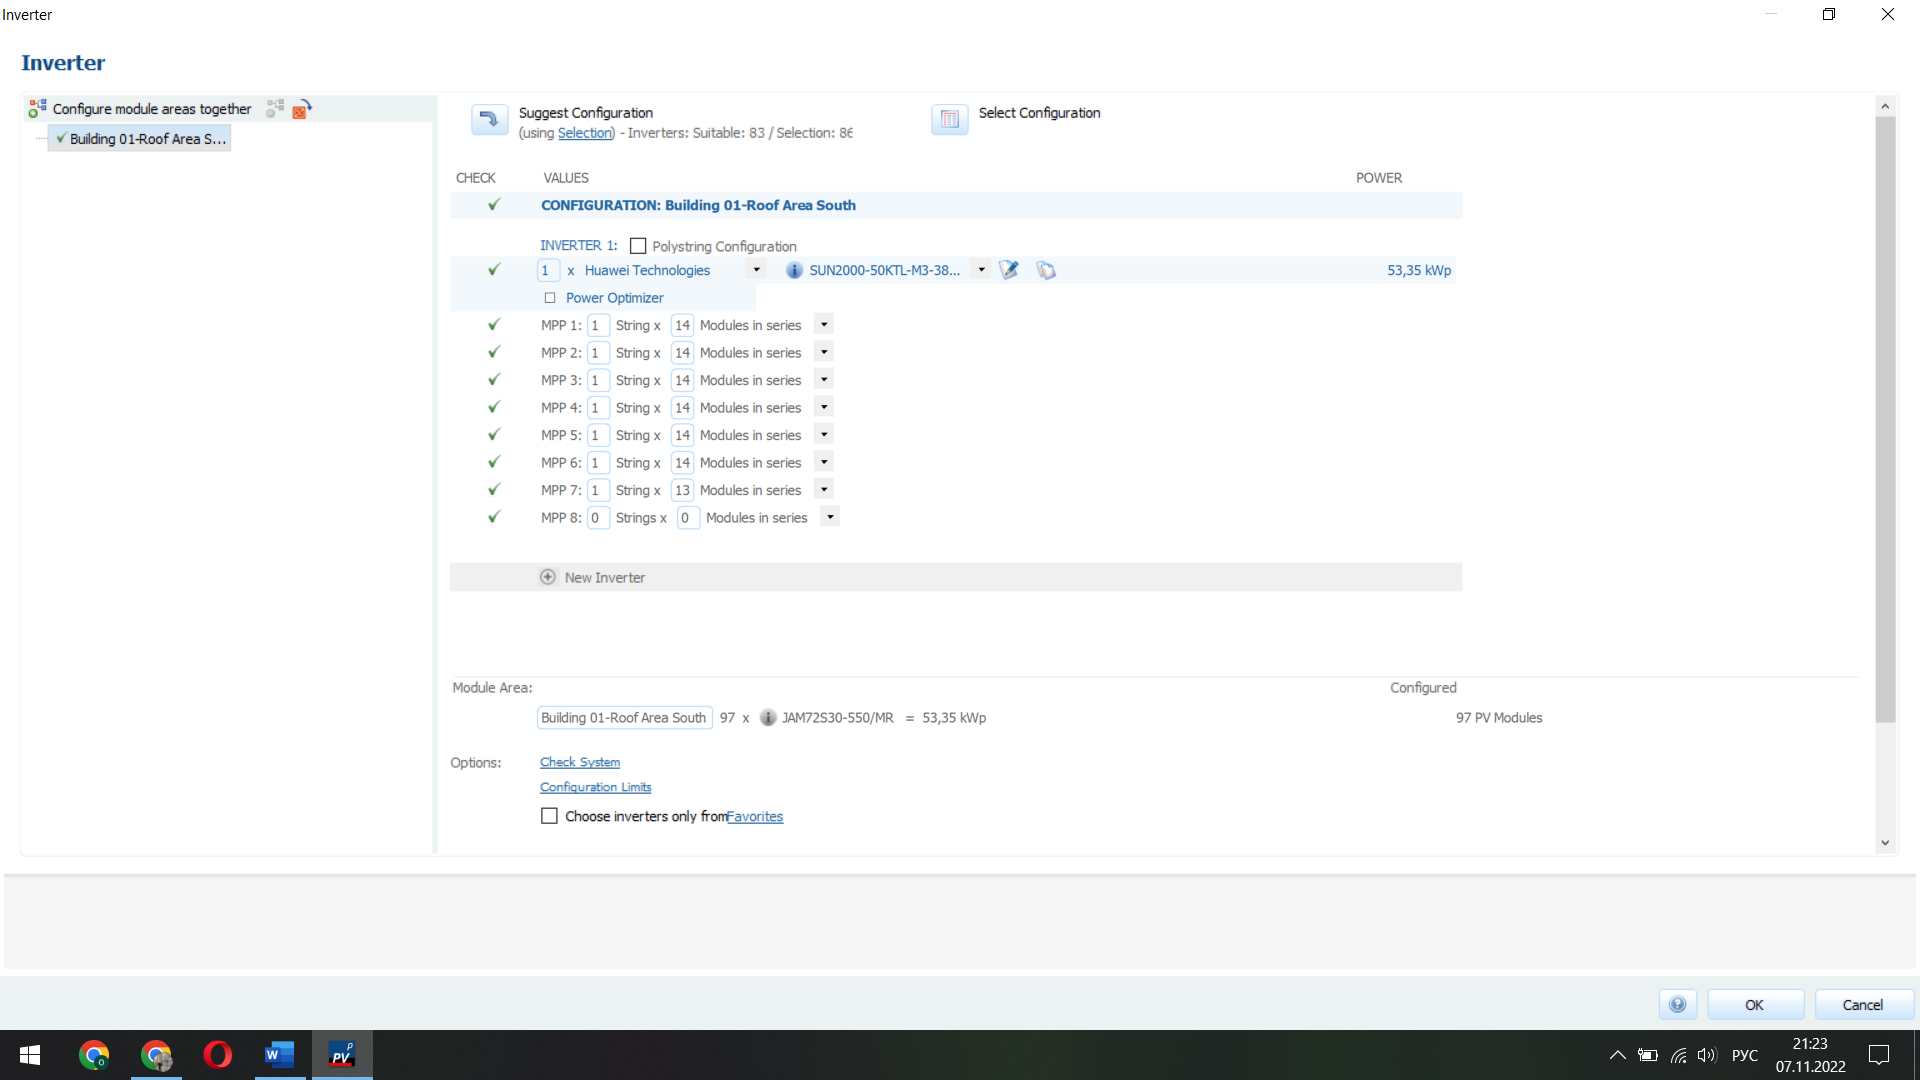 Inverter
Inverter
Configure module areas together
Building 01-Roof Area S...
Suggest Configuration
(using Selection) - Inverters: Suitable: 83 / Selection: 86
Select Configuration
CHECK VALUES POWER
CONFIGURATION: Building 01-Roof Area South
INVERTER 1: Polystring Configuration
1 x Huawei Technologies SUN2000-50KTL-M3-38... 53,35 kWp
Power Optimizer
MPP 1: 1 String x 14 Modules in series
MPP 2: 1 String x 14 Modules in series
MPP 3: 1 String x 14 Modules in series
MPP 4: 1 String x 14 Modules in series
MPP 5: 1 String x 14 Modules in series
MPP 6: 1 String x 14 Modules in series
MPP 7: 1 String x 13 Modules in series
MPP 8: 0 Strings x 0 Modules in series
New Inverter
Module Area: Configured
Building 01-Roof Area South 97 x JAM72S30-550/MR = 53,35 kWp 97 PV Modules
Options: Check System
Configuration Limits
Choose inverters only from Favorites
OK Cancel
W PV P РУС 21:23
07.11.2022